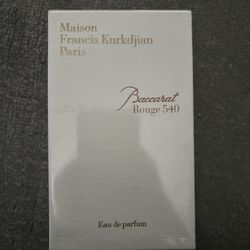 Maison
Francis Kurkdjian
Paris
Baccarat
Rouge 540
Eau de parfum